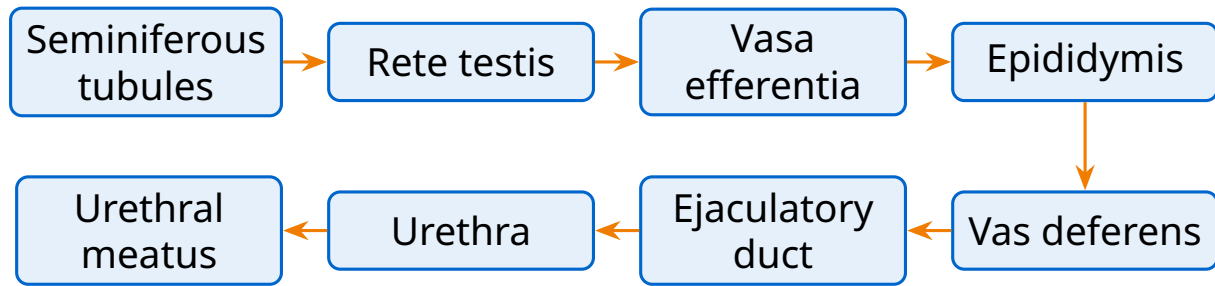 Seminiferous
tubules
Rete testis
Vasa
efferentia
Epididymis
Vas deferens
Ejaculatory
duct
Urethra
Urethral
meatus